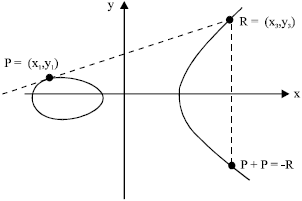 y
R = (x₃,y₃)
P = (x₁,y₁)
x
P + P = -R